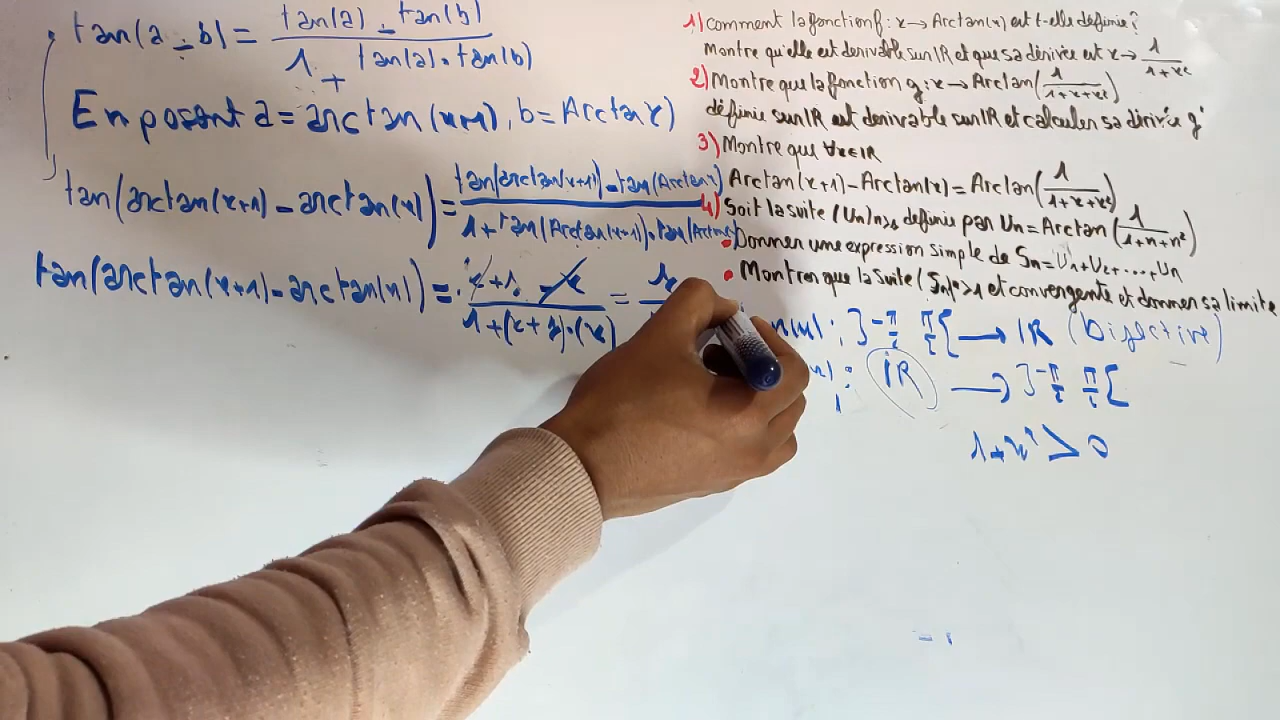 tan(a - b) = tan(a) - tan(b) / 1 + tan(a) • tan(b)
En posant a = arctan(x+1), b = Arctan x)
tan(arctan(x+1) - arctan(x)) = tan(arctan(x+1)) - tan(Arctan x) / 1 + tan(Arctan(x+1)) • tan(Arctan
tan(arctan(x+1) - arctan(x)) = x + 1 - x / 1 + (x + 1) • (x) = 1
1) Comment la fonction f: x → Arctan(x) est t-elle définie?
Montre qu'elle est derivable sur IR et que sa dérivée est x → 1 / 1 + x²
2) Montre que la fonction g: x → Arctan(1 / 1+x+x²)
définie sur IR est derivable sur IR et calculer sa dérivée g'
3) Montre que ∀x∈IR
Arctan(x+1) - Arctan(x) = Arctan(1 / 1+x+x²)
4) Soit la suite (Un)n≥1 definie par Un = Arctan(1 / 1+n+n²)
• Donner une expression simple de Sn = U1 + U2 + ... + Un
• Montrer que la suite (Sn)n≥1 et convergente et donner sa limite
]-π/2 π/2[ → IR (Bijective)
IR → ]-π/2 π/2[
1 + x² > 0